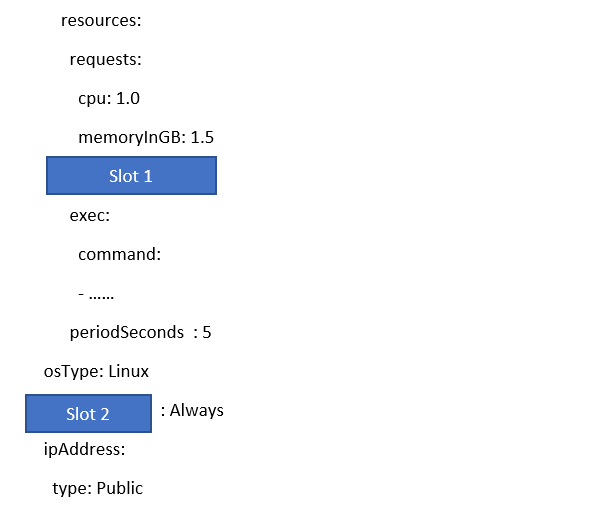 resources:
requests:
cpu: 1.0
memoryInGB: 1.5
Slot 1
exec:
command:
- ......
periodSeconds : 5
osType: Linux
Slot 2 : Always
ipAddress:
type: Public